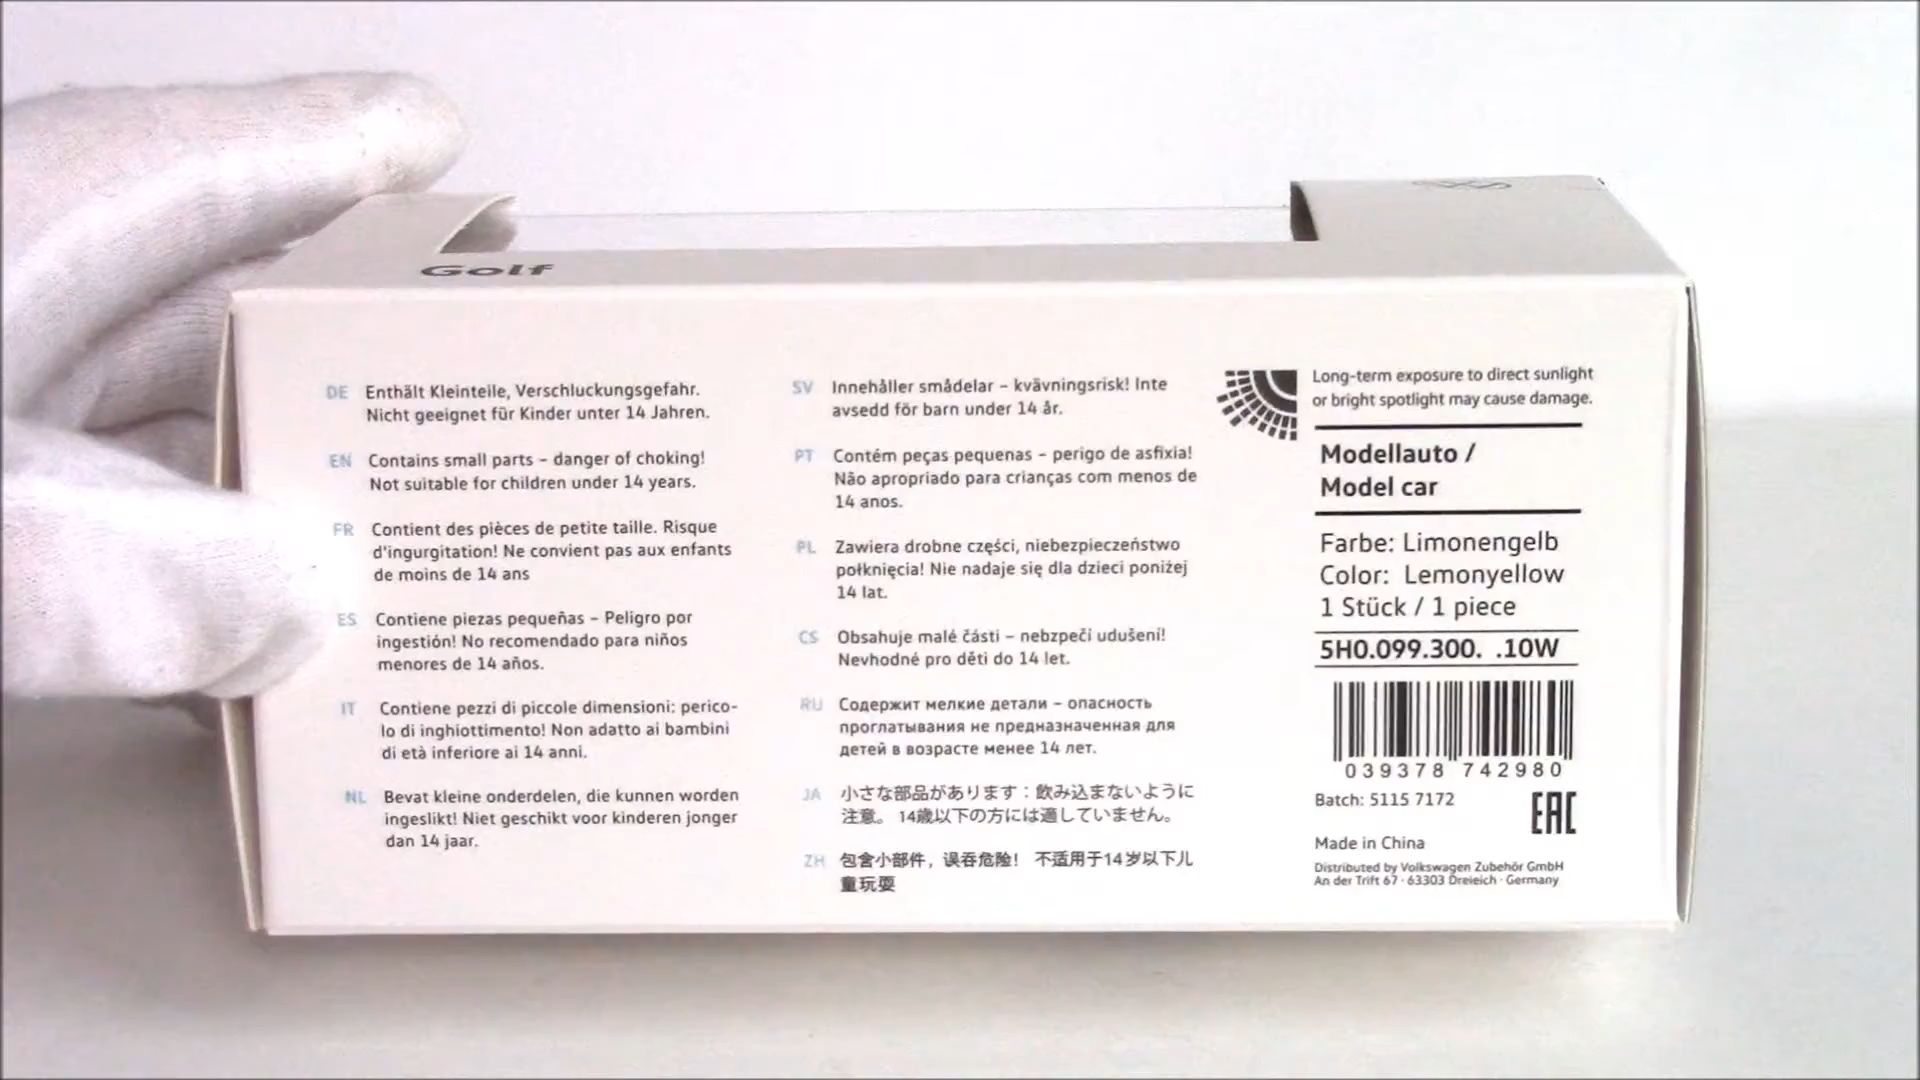 Golf
DE Enthält Kleinteile, Verschluckungsgefahr.
Nicht geeignet für Kinder unter 14 Jahren.
EN Contains small parts – danger of choking!
Not suitable for children under 14 years.
FR Contient des pièces de petite taille. Risque
d'ingurgitation! Ne convient pas aux enfants
de moins de 14 ans
ES Contiene piezas pequeñas – Peligro por
ingestión! No recomendado para niños
menores de 14 años.
IT Contiene pezzi di piccole dimensioni: perico-
lo di inghiottimento! Non adatto ai bambini
di età inferiore ai 14 anni.
NL Bevat kleine onderdelen, die kunnen worden
ingeslikt! Niet geschikt voor kinderen jonger
dan 14 jaar.
SV Innehåller smådelar – kvävningsrisk! Inte
avsedd för barn under 14 år.
PT Contém peças pequenas – perigo de asfixia!
Não apropriado para crianças com menos de
14 anos.
PL Zawiera drobne części, niebezpieczeństwo
połknięcia! Nie nadaje się dla dzieci poniżej
14 lat.
CS Obsahuje malé části – nebzpečí udušení!
Nevhodné pro děti do 14 let.
RU Содержит мелкие детали – опасность
проглатывания не предназначенная для
детей в возрасте менее 14 лет.
JA 小さな部品があります：飲み込まないように
注意。 14歳以下の方には適していません。
ZH 包含小部件，误吞危险！ 不适用于14岁以下儿
童玩耍
Long-term exposure to direct sunlight
or bright spotlight may cause damage.
Modellauto /
Model car
Farbe: Limonengelb
Color: Lemonyellow
1 Stück / 1 piece
5H0.099.300. .10W
039378 742980
Batch: 5115 7172
EAC
Made in China
Distributed by Volkswagen Zubehör GmbH
An der Trift 67 · 63303 Dreieich · Germany